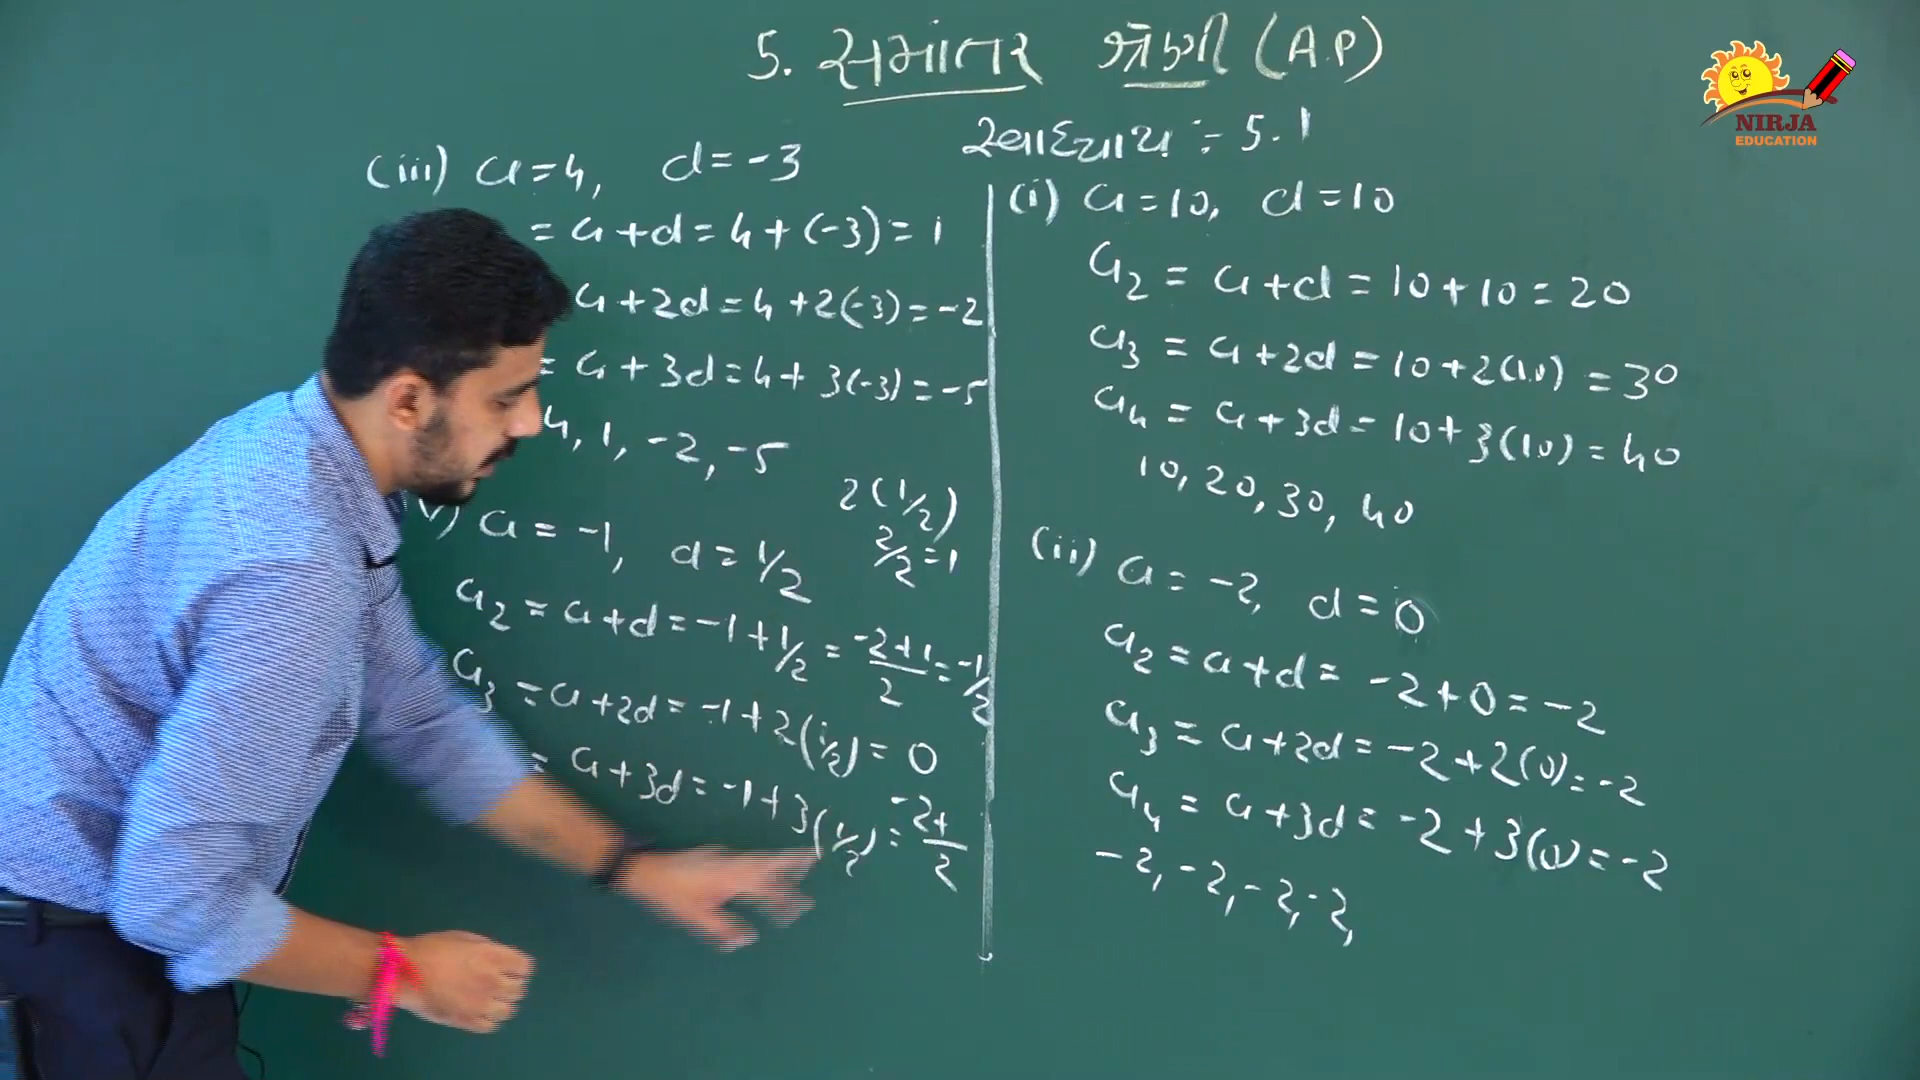 5. સમાંતર શ્રેણી (A.P)
સ્વાધ્યાય :- 5.1
NIRJA
EDUCATION
(iii) a = 4, d = -3
= a + d = 4 + (-3) = 1
a + 2d = 4 + 2(-3) = -2
= a + 3d = 4 + 3(-3) = -5
4, 1, -2, -5
v) a = -1, d = 1/2
2(1/2)
2/2 = 1
a2 = a + d = -1 + 1/2 = -2+1/2 = -1/2
a3 = a + 2d = -1 + 2(1/2) = 0
= a + 3d = -1 + 3(1/2) = -2+/2
(i) a = 10, d = 10
a2 = a + d = 10 + 10 = 20
a3 = a + 2d = 10 + 2(10) = 30
a4 = a + 3d = 10 + 3(10) = 40
10, 20, 30, 40
(ii) a = -2, d = 0
a2 = a + d = -2 + 0 = -2
a3 = a + 2d = -2 + 2(0) = -2
a4 = a + 3d = -2 + 3(0) = -2
-2, -2, -2, -2,